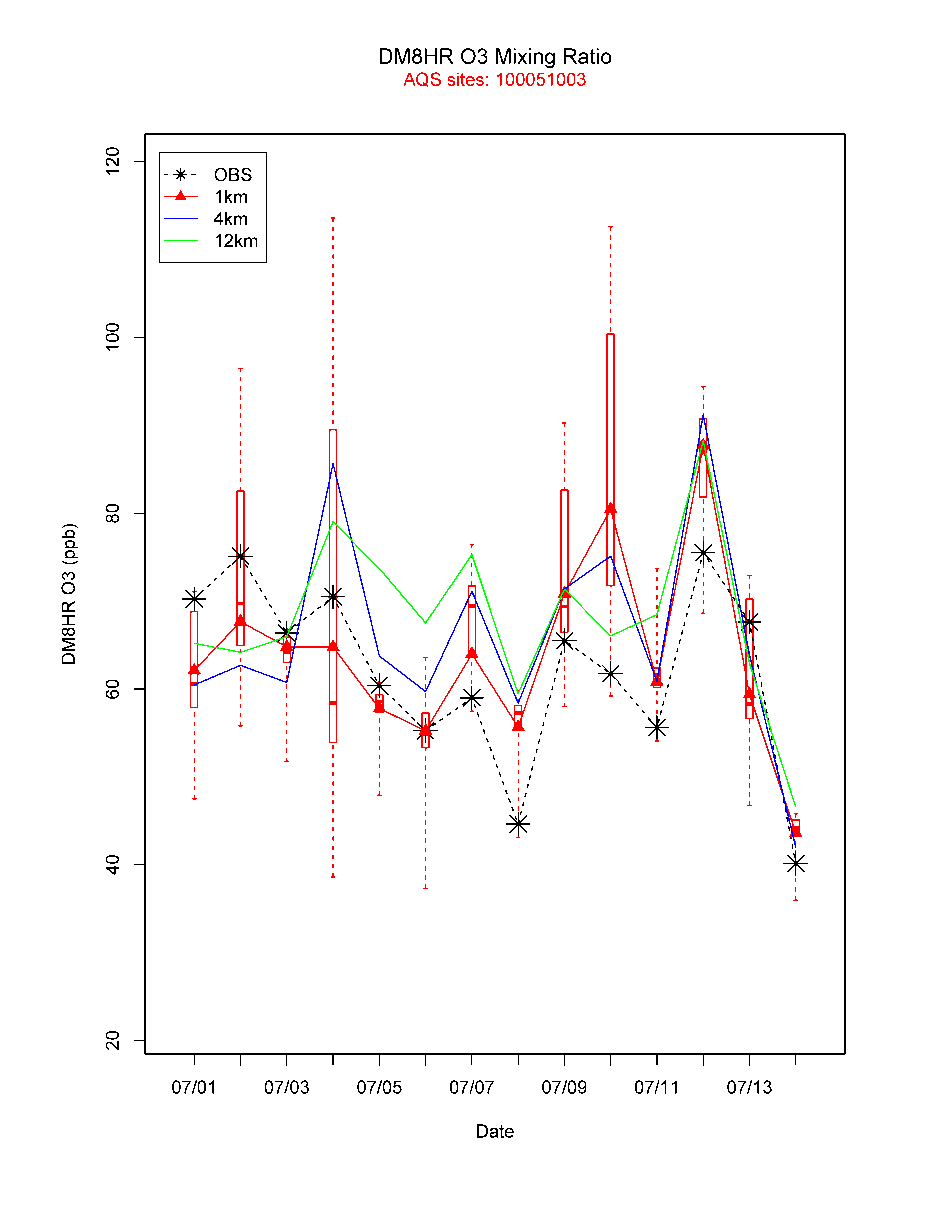 DM8HR O3 Mixing Ratio
AQS sites: 100051003
OBS
1km
4km
12km
120
100
80
60
40
20
DM8HR O3 (ppb)
07/01 07/03 07/05 07/07 07/09 07/11 07/13
Date